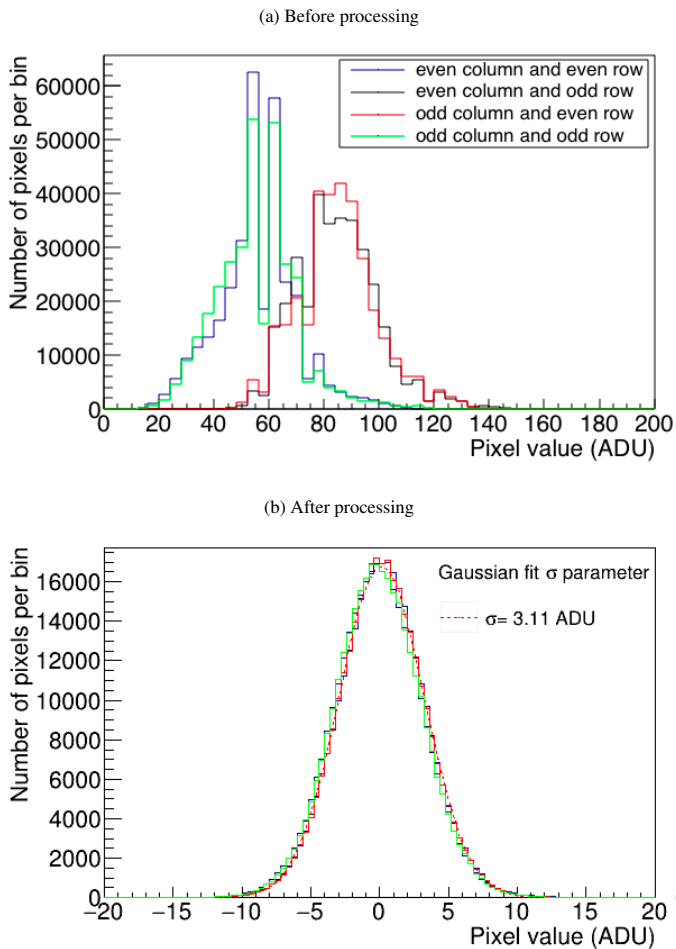 (a) Before processing
Number of pixels per bin
60000
50000
40000
30000
20000
10000
0
even column and even row
even column and odd row
odd column and even row
odd column and odd row
0 20 40 60 80 100 120 140 160 180 200
Pixel value (ADU)
(b) After processing
Number of pixels per bin
16000
14000
12000
10000
8000
6000
4000
2000
0
Gaussian fit σ parameter
σ= 3.11 ADU
−20 −15 −10 −5 0 5 10 15 20
Pixel value (ADU)